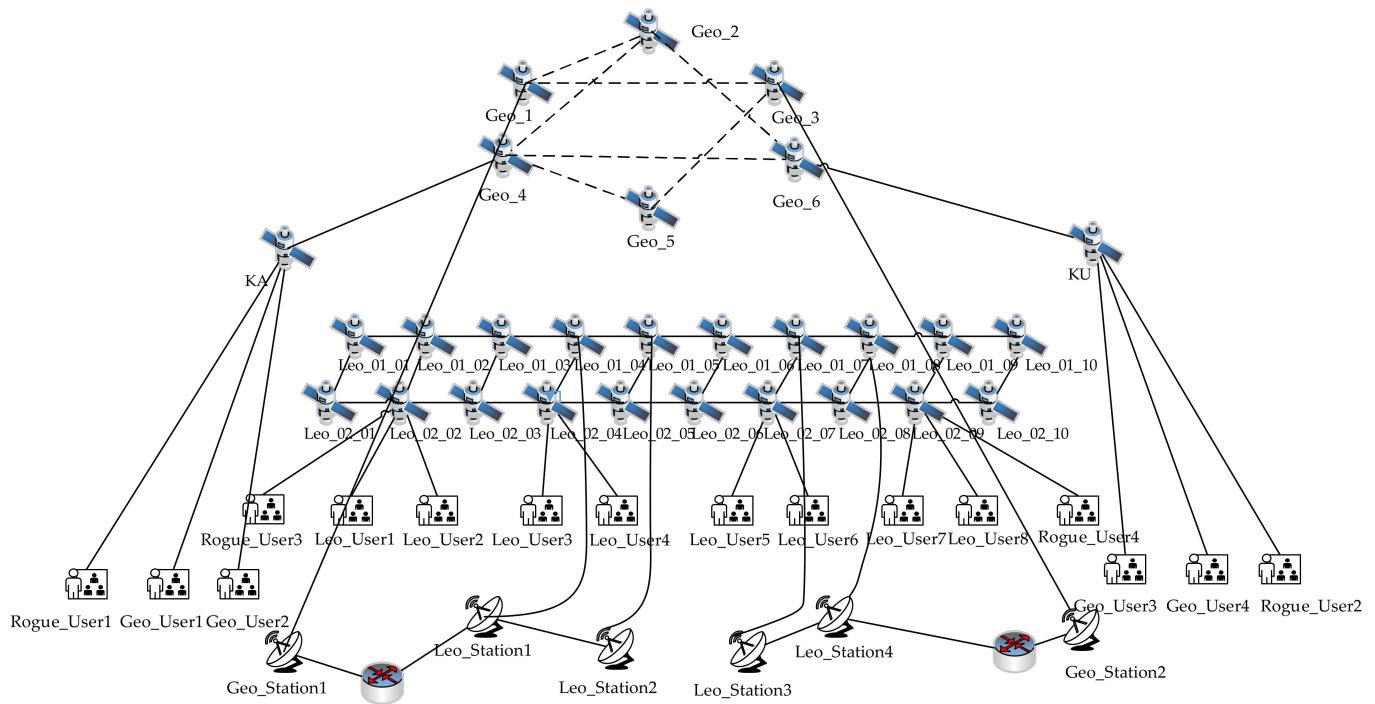 Geo_2
Geo_1
Geo_3
Geo_4
Geo_6
Geo_5
KA
KU
Leo_01_01 Leo_01_02 Leo_01_03 Leo_01_04 Leo_01_05 Leo_01_06 Leo_01_07 Leo_01_08 Leo_01_09 Leo_01_10
Leo_02_01 Leo_02_02 Leo_02_03 Leo_02_04 Leo_02_05 Leo_02_06 Leo_02_07 Leo_02_08 Leo_02_09 Leo_02_10
Rogue_User3 Leo_User1 Leo_User2 Leo_User3 Leo_User4 Leo_User5 Leo_User6 Leo_User7 Leo_User8 Rogue_User4
Rogue_User1 Geo_User1 Geo_User2 Geo_User3 Geo_User4 Rogue_User2
Leo_Station1 Leo_Station4
Geo_Station1 Leo_Station2 Leo_Station3 Geo_Station2